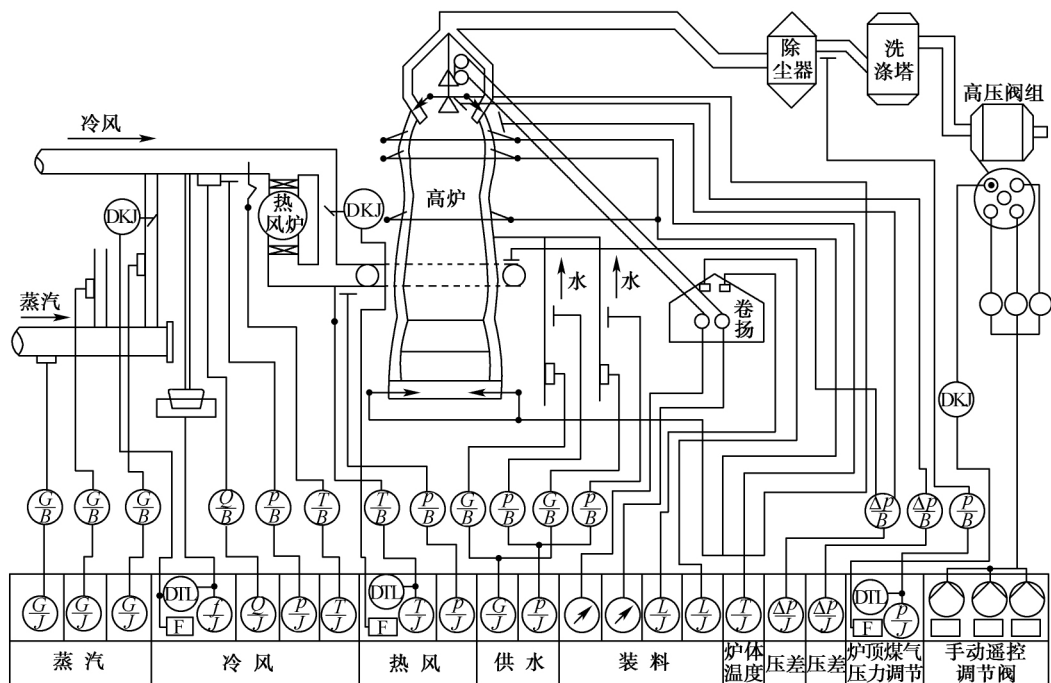 除
尘器
洗
涤塔
高压阀组
冷风
DKJ
热
风炉
DKJ
高炉
水
水
蒸汽
卷
扬
DKJ
G/B
G/B
G/B
Q/B
P/B
T/B
T/B
P/B
G/B
P/B
G/B
P/B
ΔP/B
ΔP/B
P/B
G/J
G/J
G/J
DTL
F
f/J
Q/J
P/J
T/J
DTL
F
T/J
P/J
G/J
P/J
L/J
L/J
T/J
ΔP/J
ΔP/J
DTL
F
P/J
蒸汽
冷风
热风
供水
装料
炉体
温度
压差
压差
炉顶煤气
压力调节
手动遥控
调节阀